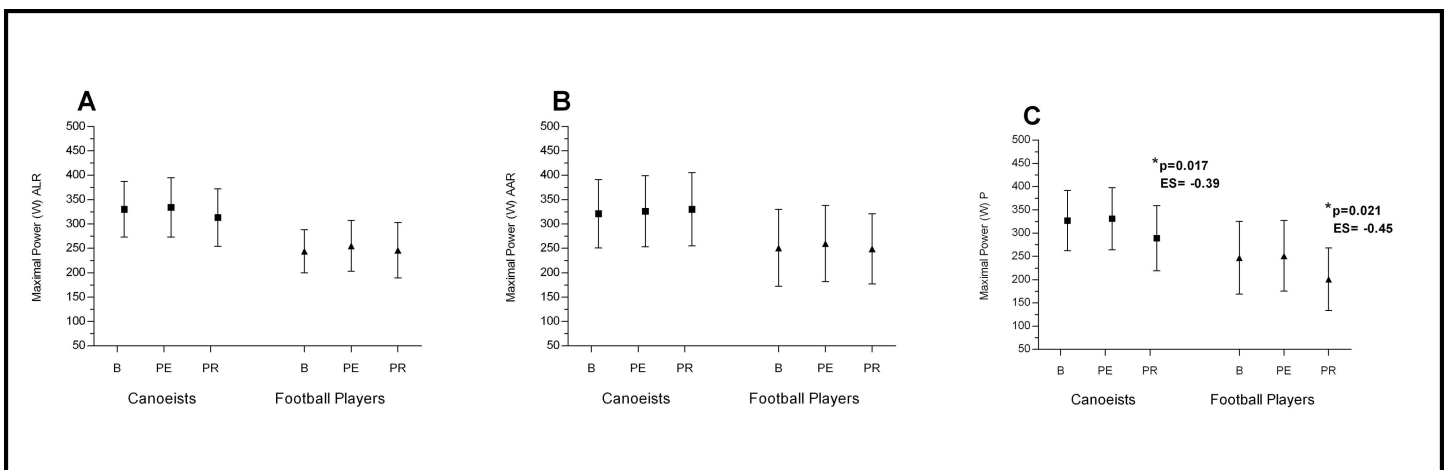 A
Maximal Power (W) ALR
500
450
400
350
300
250
200
150
100
50
B PE PR B PE PR
Canoeists Football Players
B
Maximal Power (W) AAR
500
450
400
350
300
250
200
150
100
50
B PE PR B PE PR
Canoeists Football Players
C
Maximal Power (W) P
500
450
400
350
300
250
200
150
100
50
*p=0.017
ES= -0.39
*p=0.021
ES= -0.45
B PE PR B PE PR
Canoeists Football Players